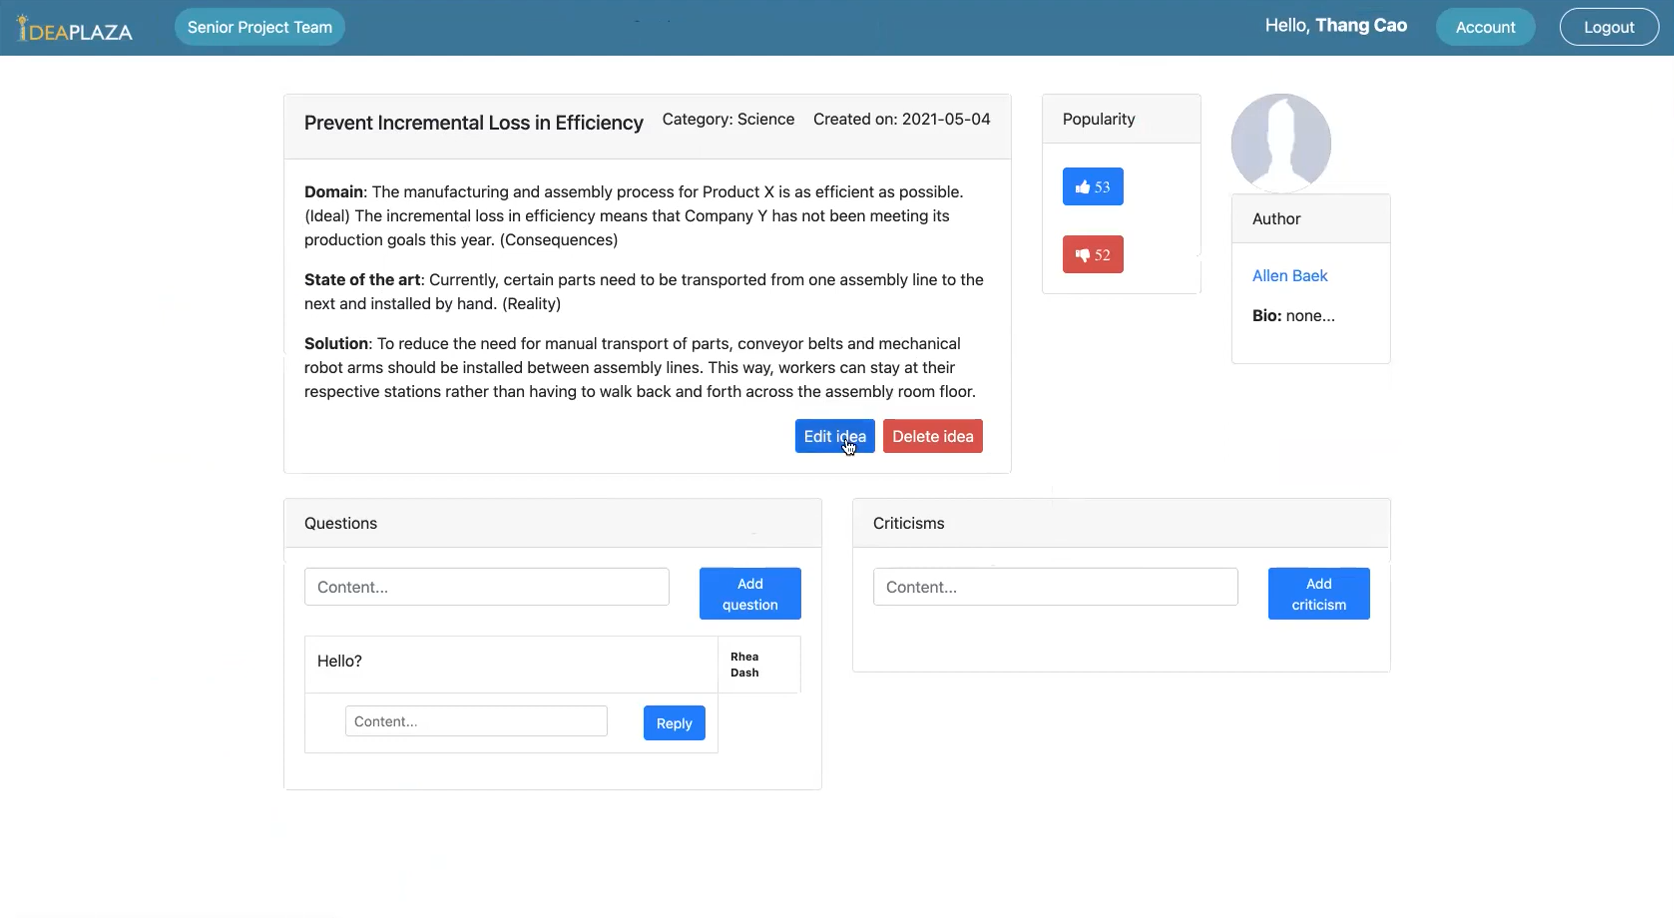 IDEAPLAZA
Senior Project Team
Hello, Thang Cao
Account
Logout
Prevent Incremental Loss in Efficiency
Category: Science
Created on: 2021-05-04
Domain: The manufacturing and assembly process for Product X is as efficient as possible.
(Ideal) The incremental loss in efficiency means that Company Y has not been meeting its
production goals this year. (Consequences)
State of the art: Currently, certain parts need to be transported from one assembly line to the
next and installed by hand. (Reality)
Solution: To reduce the need for manual transport of parts, conveyor belts and mechanical
robot arms should be installed between assembly lines. This way, workers can stay at their
respective stations rather than having to walk back and forth across the assembly room floor.
Edit idea
Delete idea
Popularity
53
52
Author
Allen Baek
Bio: none...
Questions
Content...
Add
question
Hello?
Rhea
Dash
Content...
Reply
Criticisms
Content...
Add
criticism